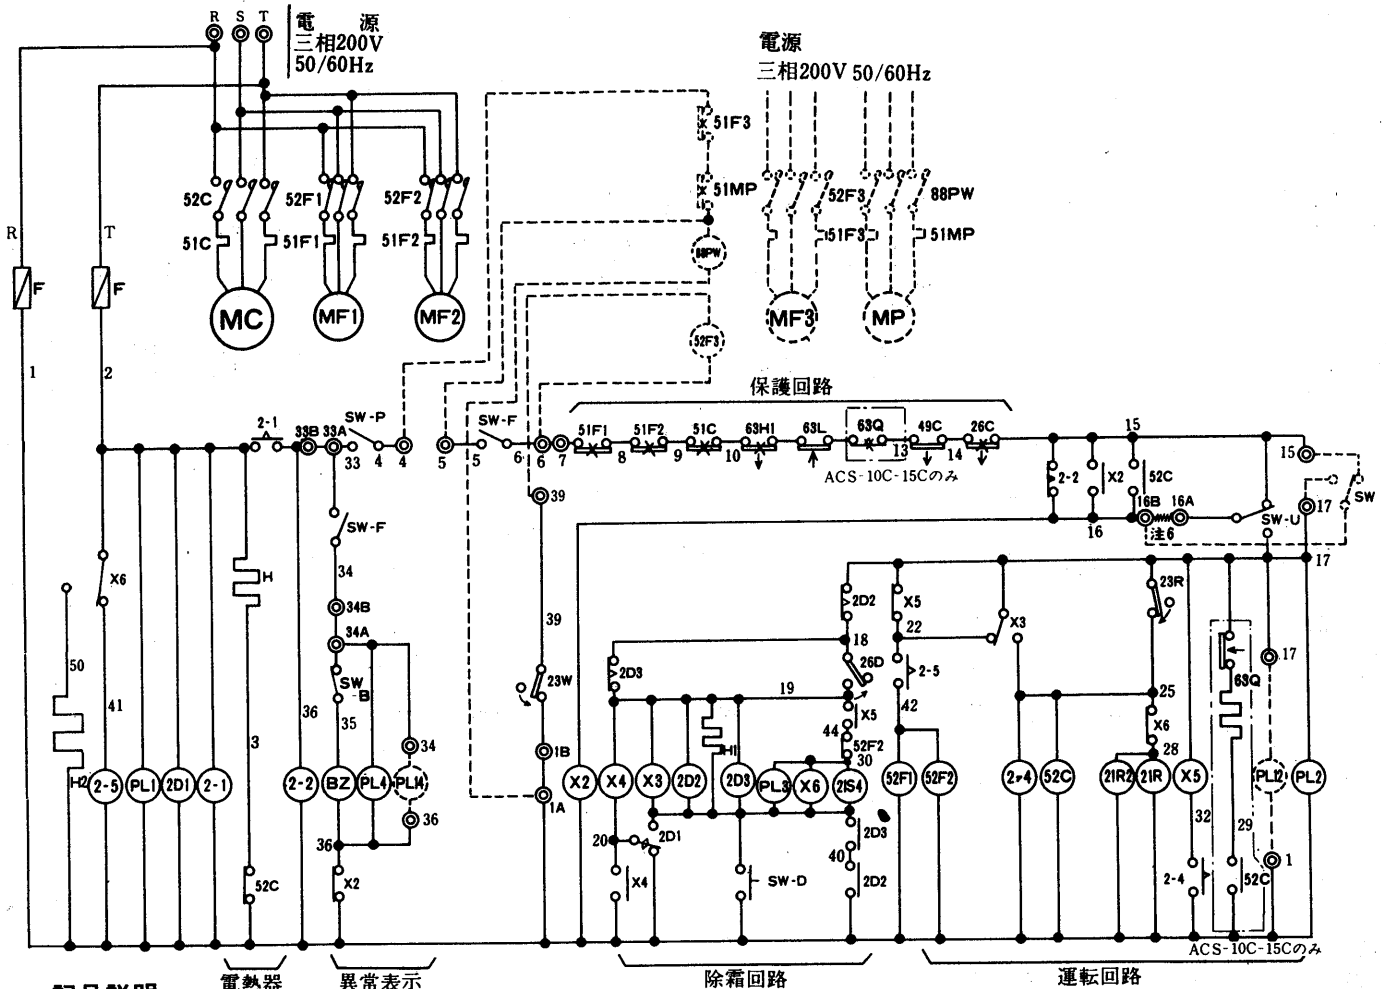 R S T
電 源
三相200V
50/60Hz
電源
三相200V 50/60Hz
51F3
51MP
52C
52F1
52F2
52F3
88PW
51C
51F1
51F2
51F3
51MP
R
T
88PW
F
F
MC
MF1
MF2
MF3
MP
52F3
1
2
保護回路
2-1
33B
33A
SW-P
33
4
4
5
SW-F
5
6
6
7
51F1
8
51F2
9
51C
10
63H1
63L
63Q
13
49C
14
26C
15
15
ACS-10C-15Cのみ
2-2
X2
52C
16B
16A
注6
16
SW-U
17
SW
17
39
SW-F
34
34B
34A
SW
-B
35
X6
H
50
41
3
36
39
23W
2D2
18
26D
X5
22
2-5
42
X3
23R
25
X6
28
63Q
17
2D3
19
X5
44
52F2
30
H1
34
1B
1A
H2
2-5
PL1
2D1
2-1
2-2
BZ
PL4
PL14
X2
X4
X3
2D2
2D3
PL3
X6
21S4
52F1
52F2
52C
21R2
21R
X5
PL12
PL2
36
36
20
2D1
2D3
40
2D2
32
29
1
52C
X2
X4
SW-D
2-4
52C
ACS-10C-15Cのみ
電熱器
異常表示
除霜回路
運転回路
記号説明